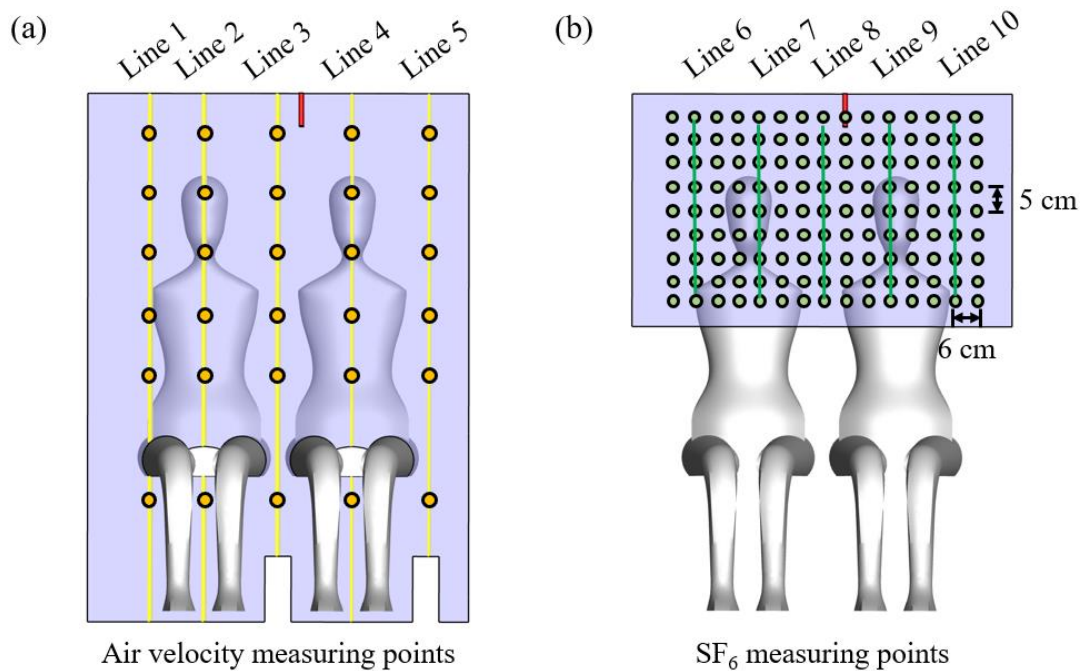 (a)
Line 1
Line 2
Line 3
Line 4
Line 5
Air velocity measuring points
(b)
Line 6
Line 7
Line 8
Line 9
Line 10
5 cm
6 cm
SF₆ measuring points